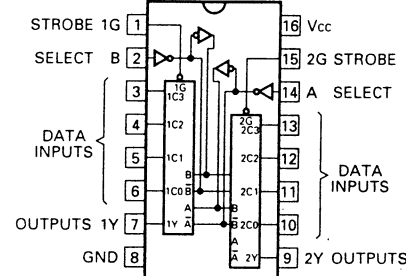 STROBE 1G 1
SELECT B 2
3
4
5
6
DATA
INPUTS
OUTPUTS 1Y 7
GND 8
1G
1C3
1C2
1C1
1C0
1Y
B
B
A
A
2G
2C3
2C2
2C1
2C0
2Y
B
B
A
A
16 Vcc
15 2G STROBE
14 A SELECT
13
12
11
10
DATA
INPUTS
9 2Y OUTPUTS